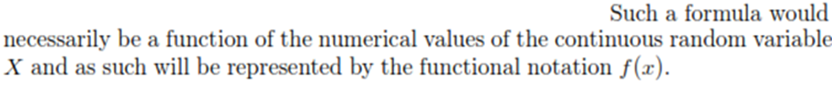 Such a formula would
necessarily be a function of the numerical values of the continuous random variable
X and as such will be represented by the functional notation f(x).